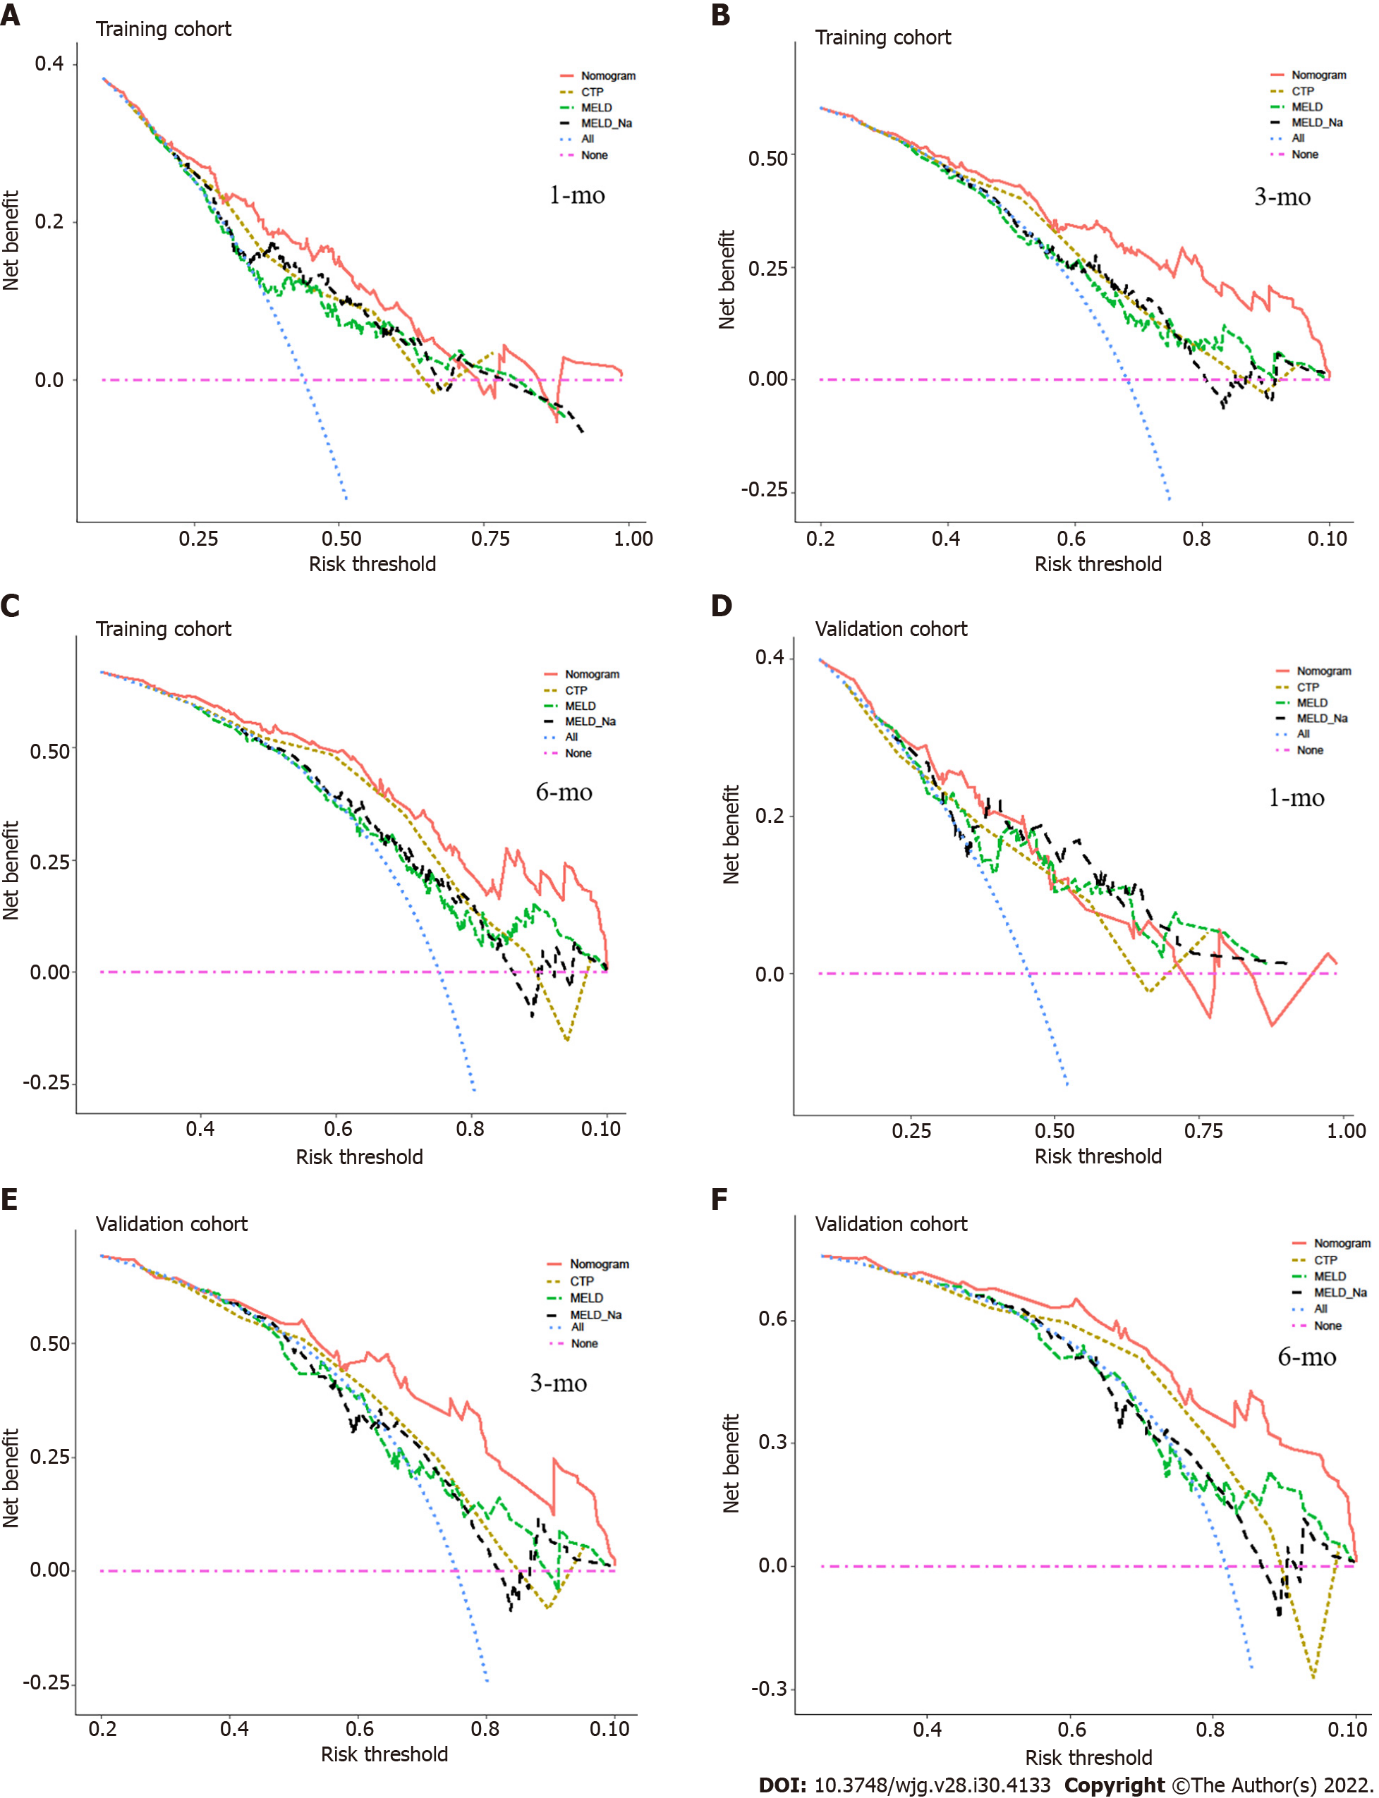 A
Training cohort
0.4
0.2
0.0
Net benefit
Nomogram
CTP
MELD
MELD_Na
All
None
1-mo
0.25 0.50 0.75 1.00
Risk threshold
B
Training cohort
0.50
0.25
0.00
-0.25
Net benefit
Nomogram
CTP
MELD
MELD_Na
All
None
3-mo
0.2 0.4 0.6 0.8 0.10
Risk threshold
C
Training cohort
0.50
0.25
0.00
-0.25
Net benefit
Nomogram
CTP
MELD
MELD_Na
All
None
6-mo
0.4 0.6 0.8 0.10
Risk threshold
D
Validation cohort
0.4
0.2
0.0
Net benefit
Nomogram
CTP
MELD
MELD_Na
All
None
1-mo
0.25 0.50 0.75 1.00
Risk threshold
E
Validation cohort
0.50
0.25
0.00
-0.25
Net benefit
Nomogram
CTP
MELD
MELD_Na
All
None
3-mo
0.2 0.4 0.6 0.8 0.10
Risk threshold
F
Validation cohort
0.6
0.3
0.0
-0.3
Net benefit
Nomogram
CTP
MELD
MELD_Na
All
None
6-mo
0.4 0.6 0.8 0.10
Risk threshold
DOI: 10.3748/wjg.v28.i30.4133 Copyright ©The Author(s) 2022.